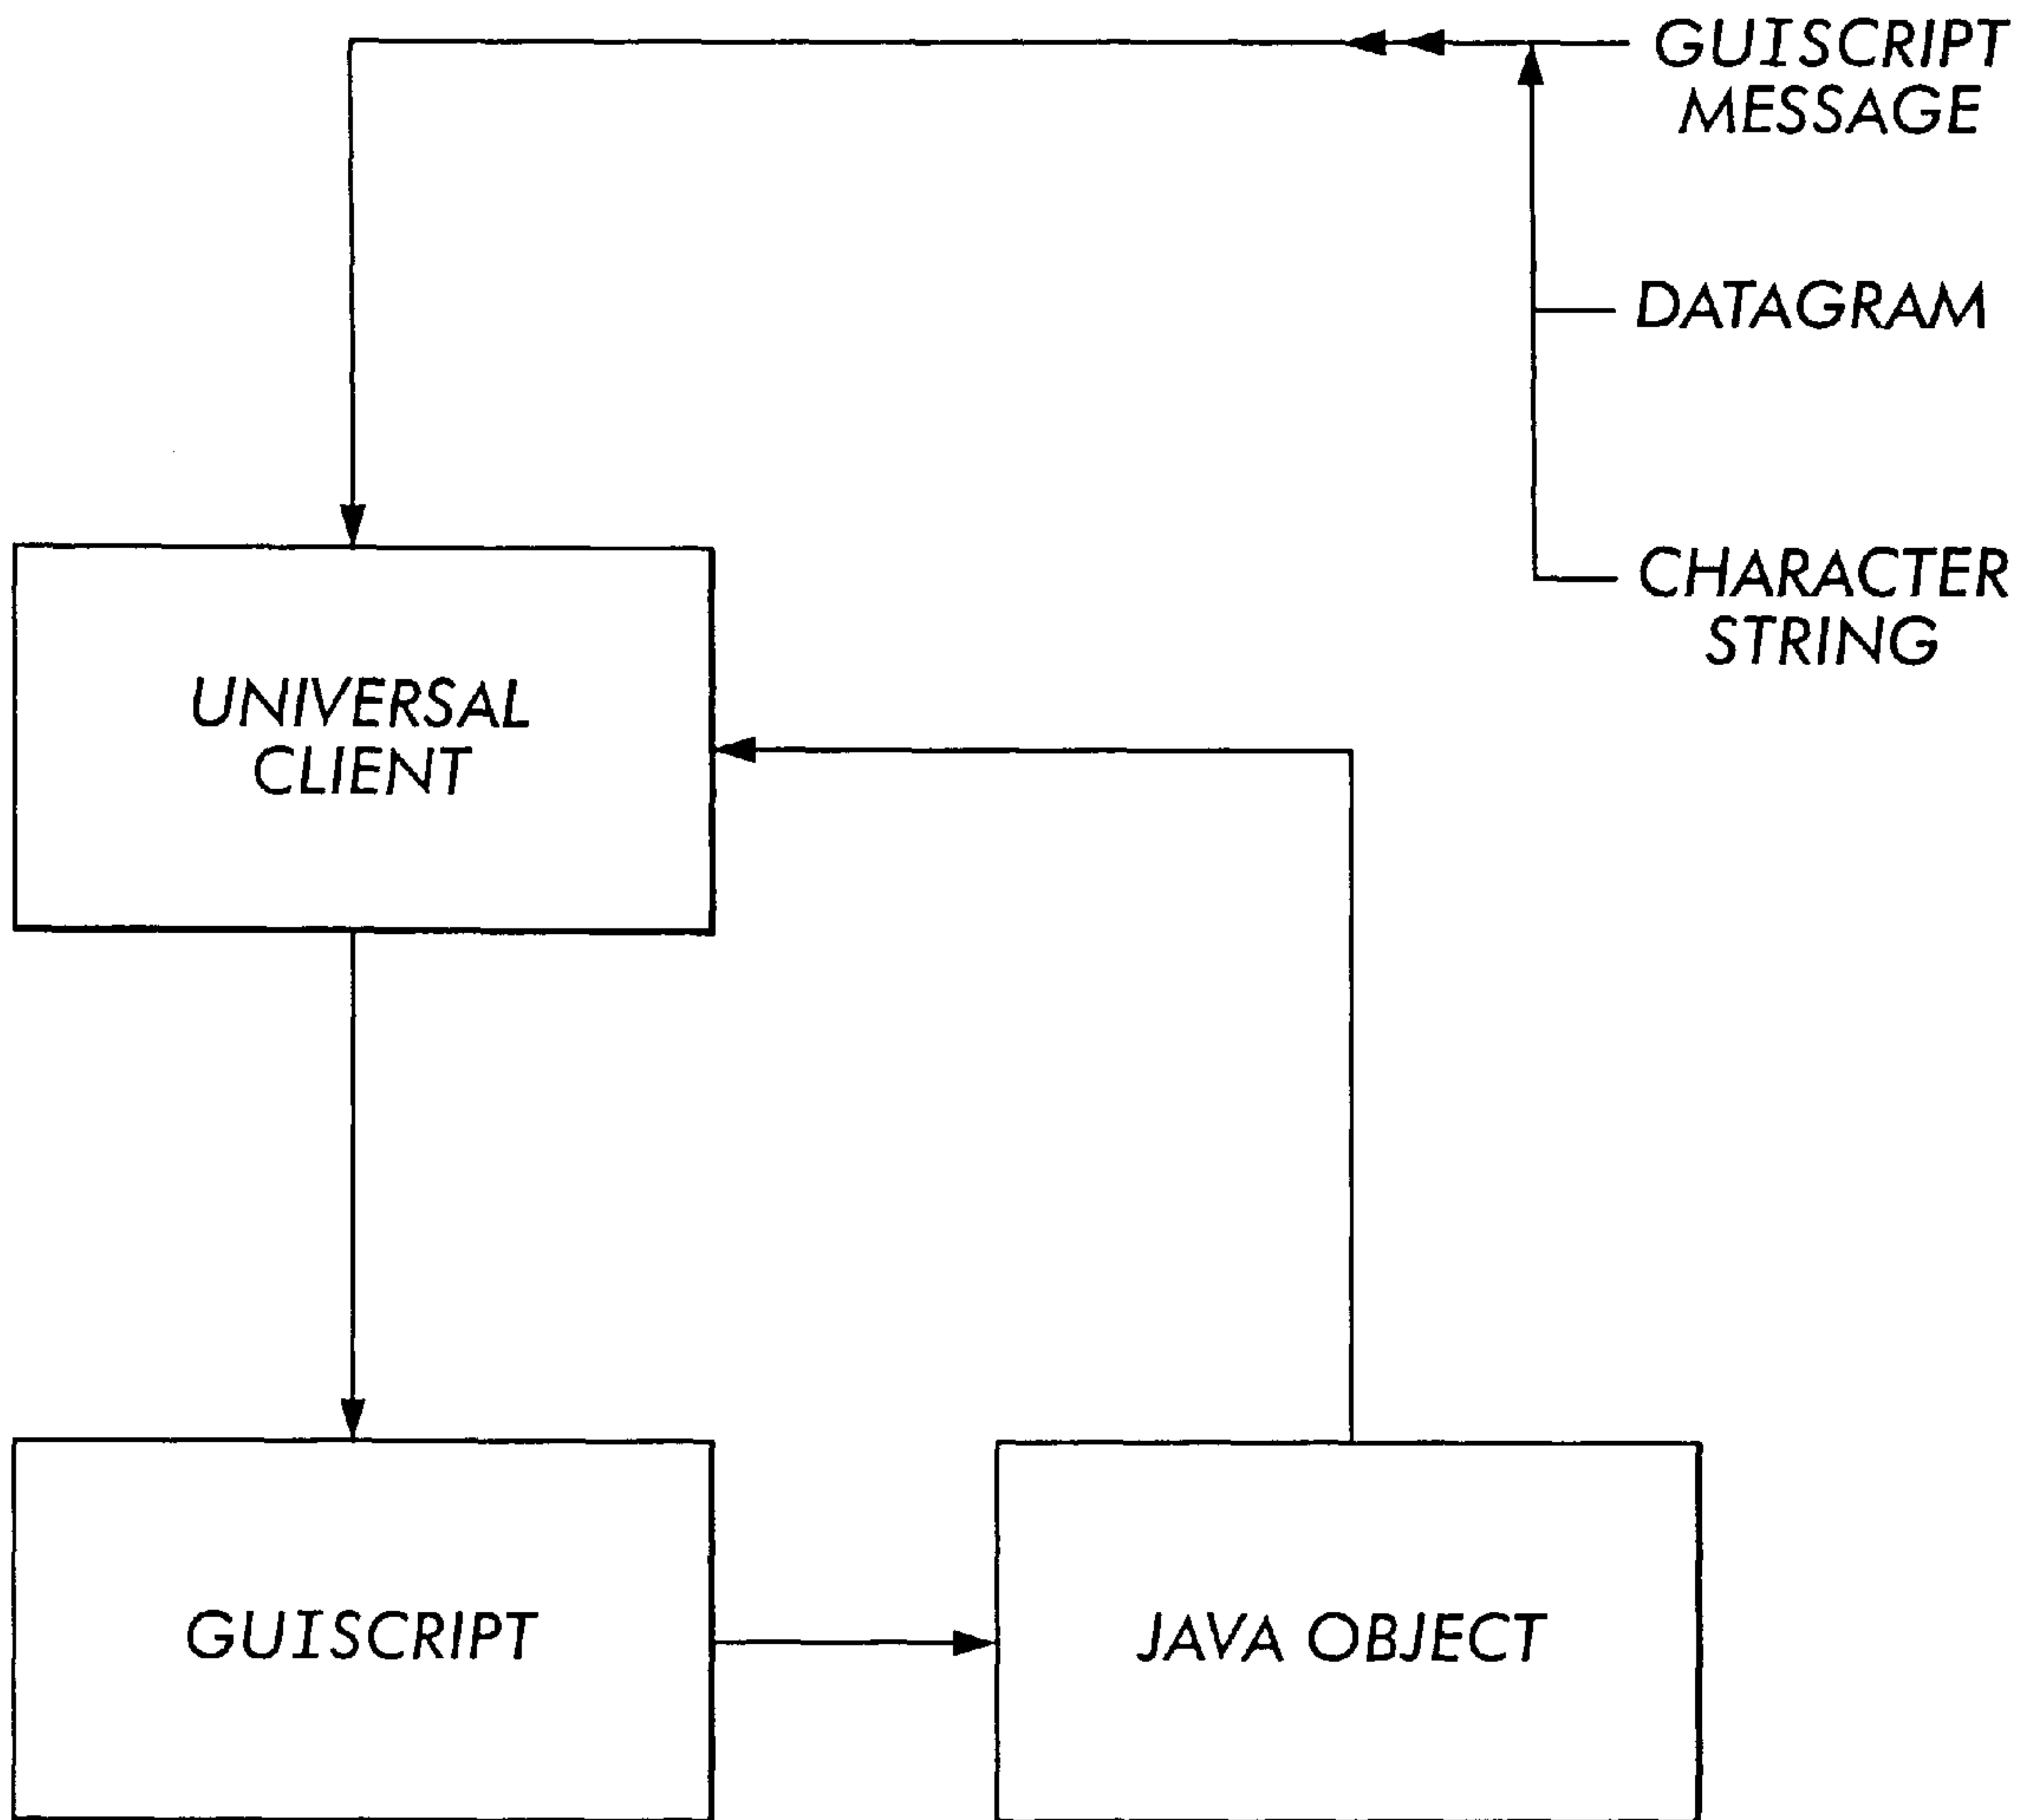 GUISCRIPT
MESSAGE
DATAGRAM
CHARACTER
STRING
UNIVERSAL
CLIENT
GUISCRIPT
JAVA OBJECT